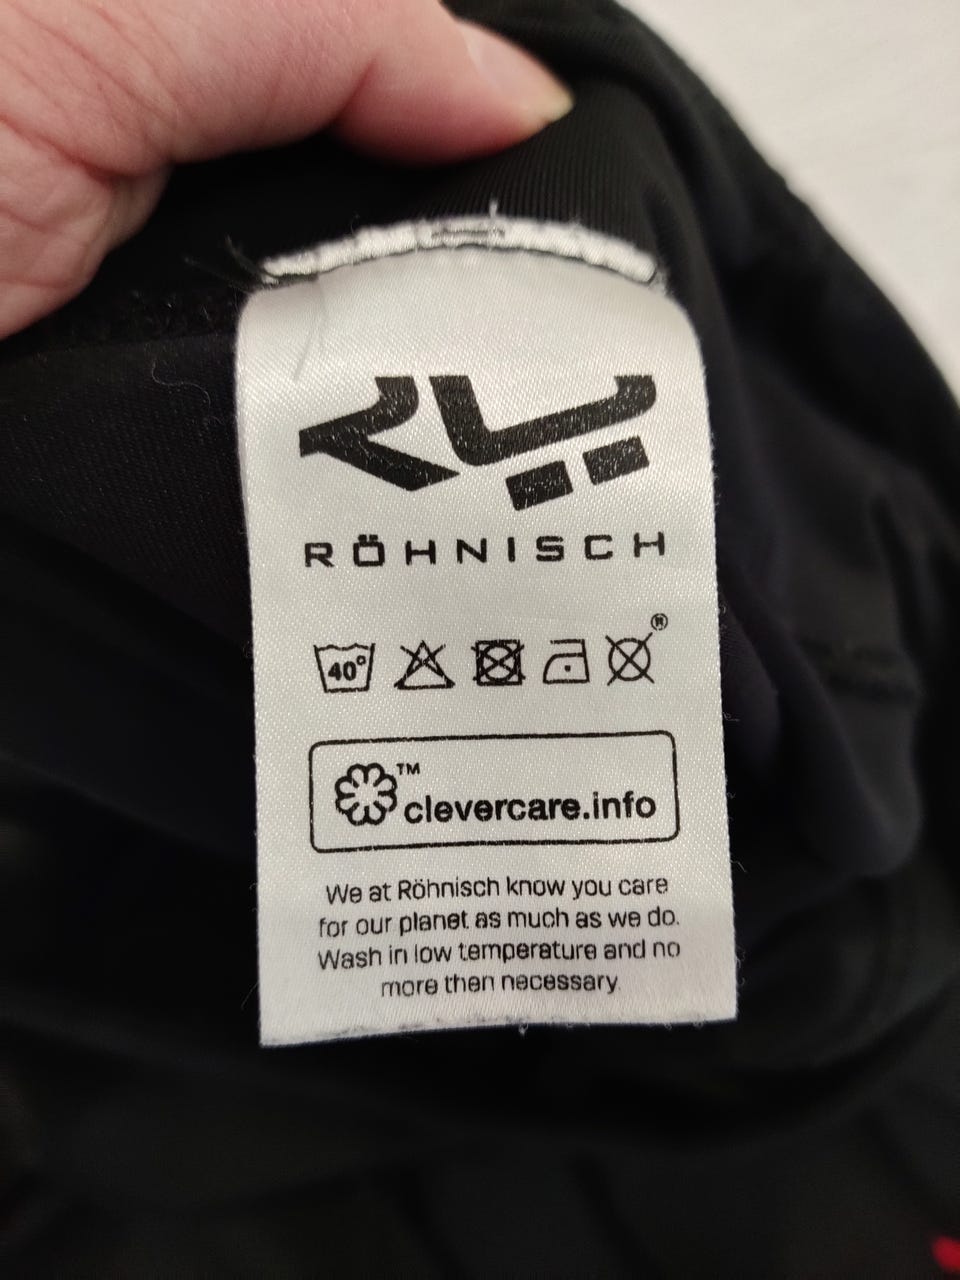 RÖHNISCH
40°
®
™
clevercare.info
We at Röhnisch know you care
for our planet as much as we do.
Wash in low temperature and no
more then necessary.